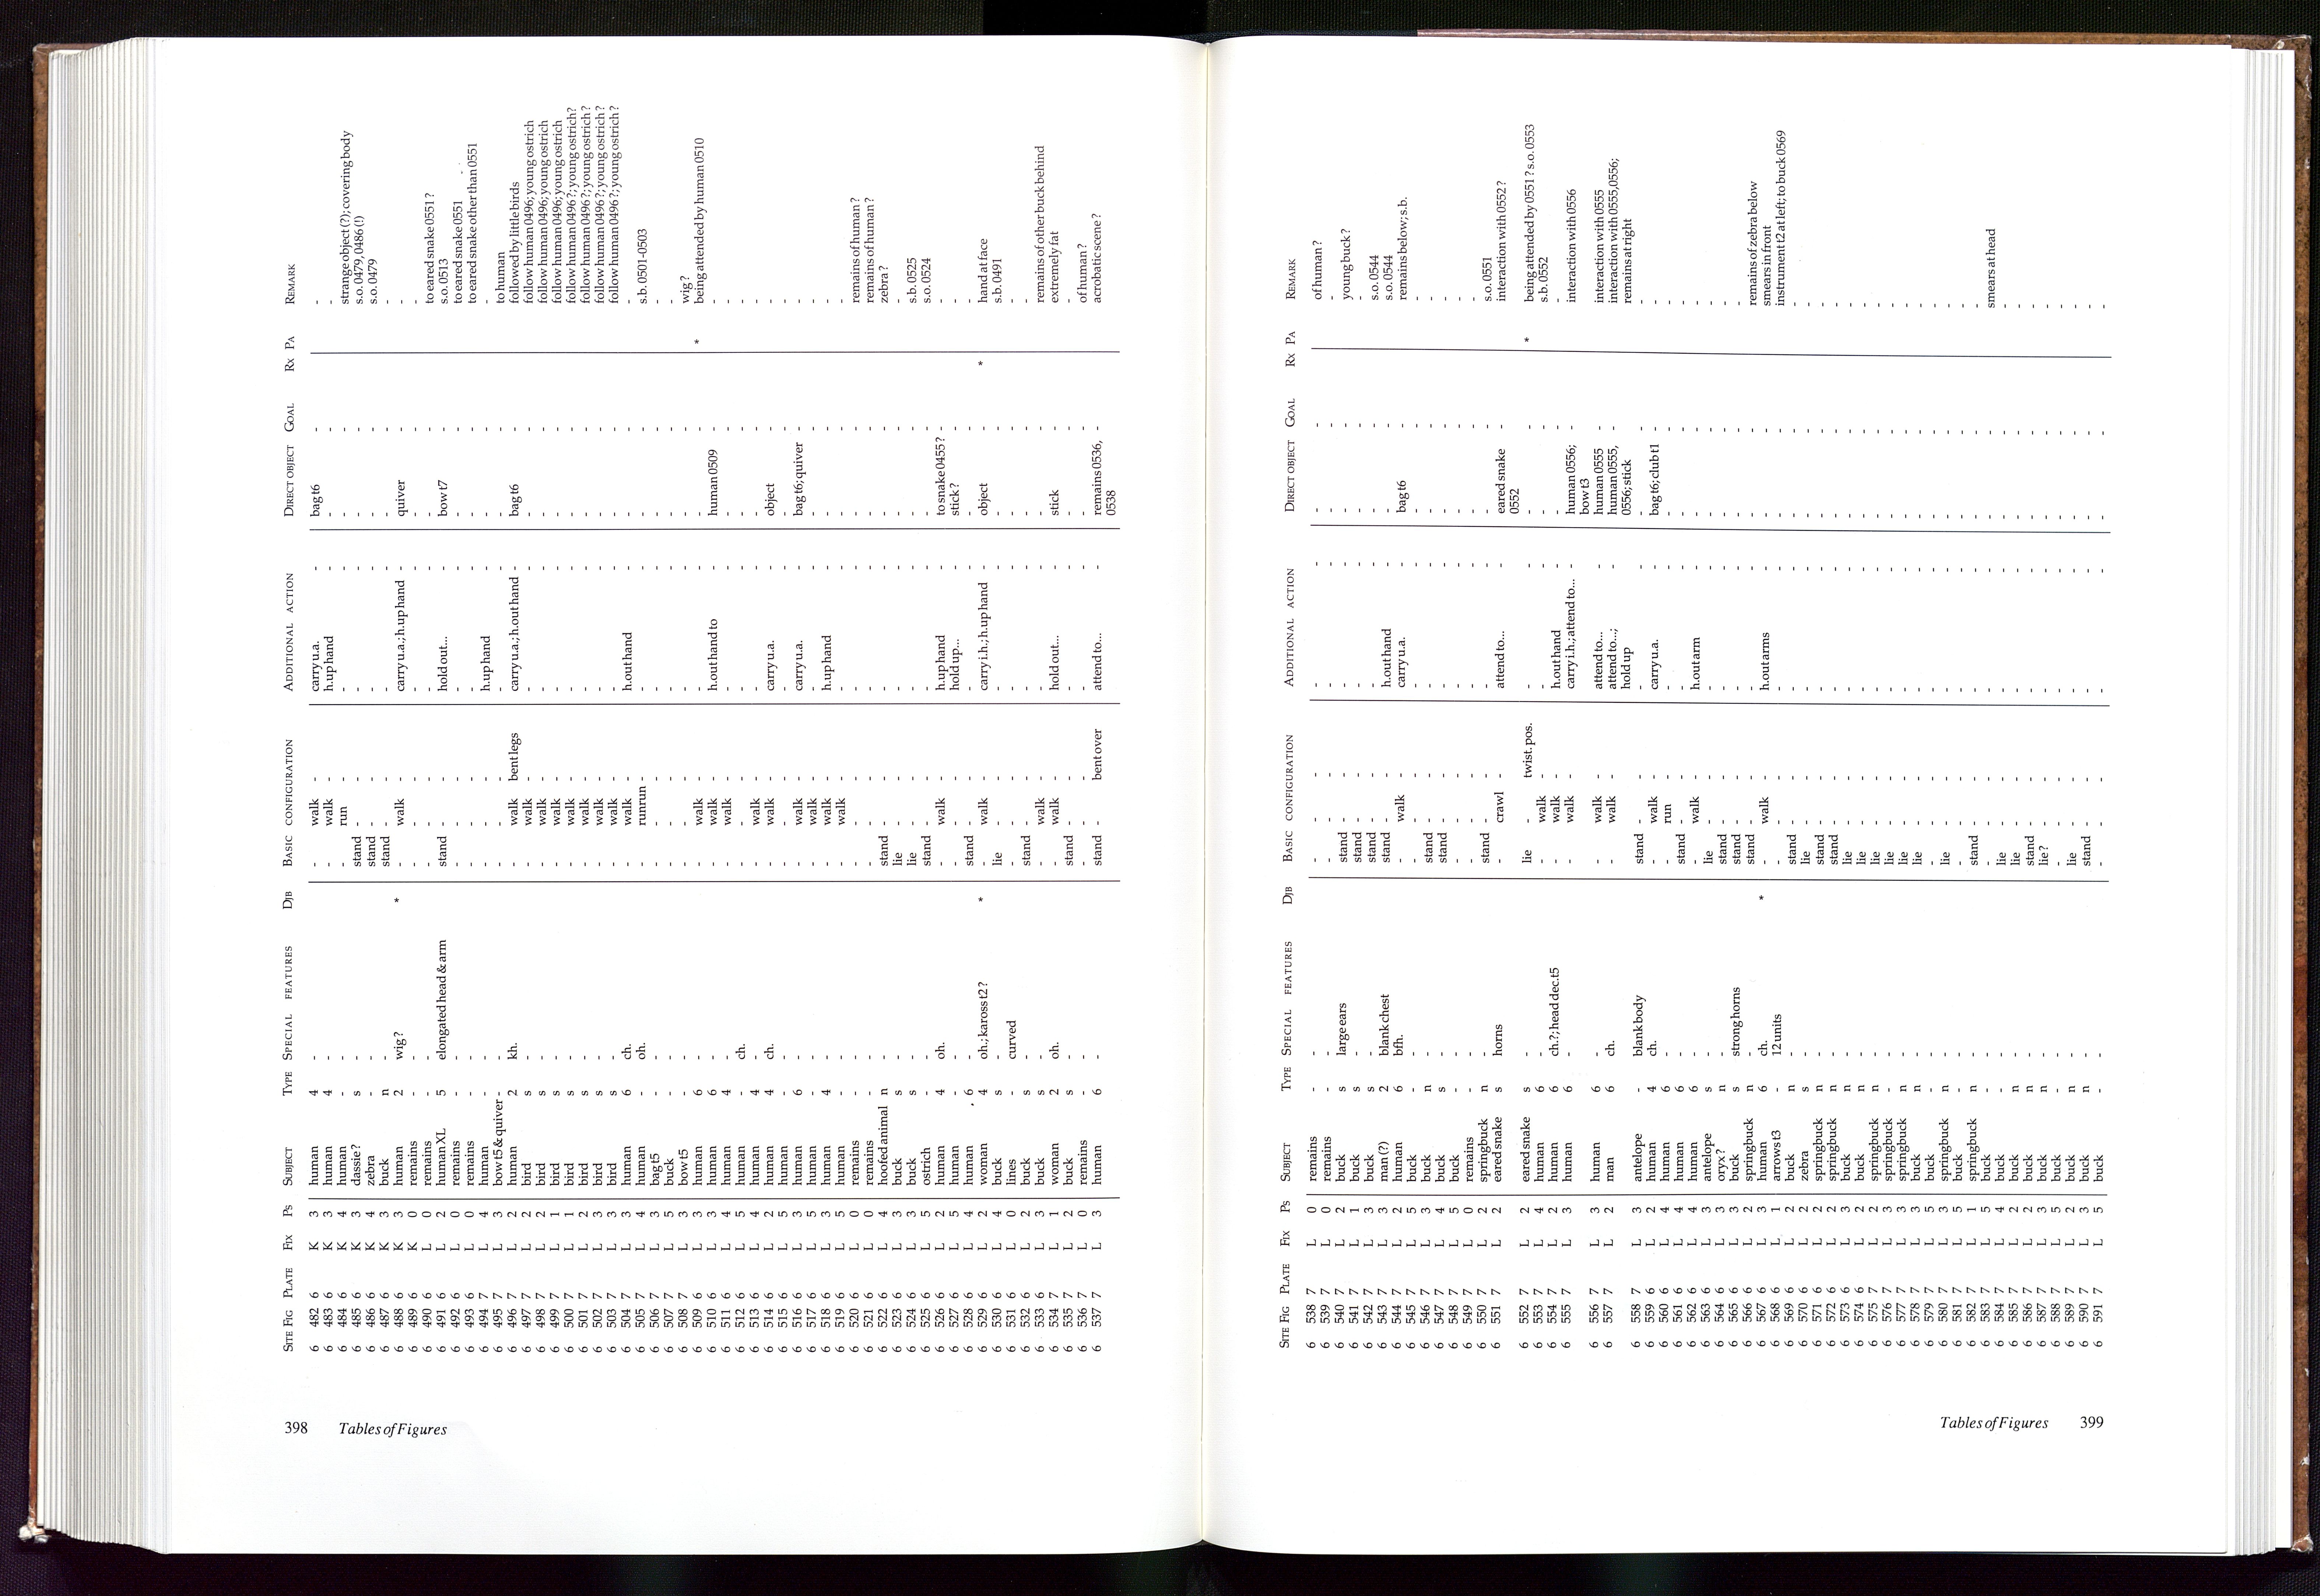 398 Tables of Figures
SITE FIG PLATE FIX PS SUBJECT TYPE SPECIAL FEATURES DJB BASIC CONFIGURATION ADDITIONAL ACTION DIRECT OBJECT GOAL RX PA REMARK
6 482 6 K 3 human 4 walk carry u.a. bag t6
6 483 6 K 3 human 4 walk h.up hand
6 484 6 K 4 human run strange object (?); covering body
6 485 6 K 3 dassie? s stand s.o. 0479, 0486 (!)
6 486 6 K 4 zebra stand s.o. 0479
6 487 6 K 3 buck n stand
6 488 6 K 3 human 2 wig? * walk carry u.a.; h.up hand quiver
6 489 6 K 0 remains
6 490 6 L 0 remains to eared snake 0551?
6 491 6 L 2 human XL 5 elongated head & arm stand hold out... bow t7 s.o. 0513
6 492 6 L 0 remains to eared snake 0551
6 493 6 L 0 remains to eared snake other than 0551
6 494 7 L 4 human h.up hand
6 495 7 L 3 bow t5 & quiver to human
6 496 7 L 2 human 2 kh. walk bent legs carry u.a.; h.out hand bag t6 followed by little birds
6 497 7 L 2 bird s walk follow human 0496; young ostrich
6 498 7 L 2 bird s walk follow human 0496; young ostrich
6 499 7 L 1 bird s walk follow human 0496; young ostrich
6 500 7 L 1 bird s walk follow human 0496 ?; young ostrich?
6 501 7 L 2 bird s walk follow human 0496 ?; young ostrich?
6 502 7 L 3 bird s walk follow human 0496 ?; young ostrich?
6 503 7 L 3 bird s walk follow human 0496 ?; young ostrich?
6 504 7 L 3 human 6 ch. walk h.out hand
6 505 7 L 4 human oh. runrun s.b. 0501-0503
6 506 7 L 3 bag t5
6 507 7 L 5 buck
6 508 7 L 3 bow t5 wig?
6 509 6 L 3 human 6 walk * being attended by human 0510
6 510 6 L 3 human 6 walk h.out hand to human 0509
6 511 6 L 4 human 4 walk
6 512 6 L 5 human ch.
6 513 6 L 4 human 4 walk
6 514 6 L 2 human 4 ch. walk carry u.a. object
6 515 6 L 5 human
6 516 6 L 3 human 6 walk carry u.a. bag t6; quiver
6 517 6 L 5 human walk
6 518 6 L 3 human 4 walk h.up hand
6 519 6 L 5 human walk
6 520 6 L 0 remains remains of human?
6 521 6 L 0 remains remains of human?
6 522 6 L 4 hoofed animal n stand zebra?
6 523 6 L 3 buck s lie
6 524 6 L 3 buck s lie s.b. 0525
6 525 6 L 5 ostrich stand s.o. 0524
6 526 6 L 2 human 4 oh. walk h.up hand to snake 0455?
6 527 6 L 5 human hold up... stick?
6 528 6 L 4 human 6 stand
6 529 6 L 2 woman 4 oh.; kaross t2? * walk carry i.h.; h.up hand object * hand at face
6 530 6 L 4 buck s lie s.b. 0491
6 531 6 L 0 lines curved
6 532 6 L 2 buck s stand
6 533 6 L 3 buck s walk remains of other buck behind
6 534 6 L 1 woman 2 oh. walk hold out... stick extremely fat
6 535 7 L 2 buck s stand
6 536 7 L 0 remains of human?
6 537 7 L 3 human 6 stand bent over attend to... remains 0536, acrobatic scene?
0538
SITE FIG PLATE FIX PS SUBJECT TYPE SPECIAL FEATURES DJB BASIC CONFIGURATION ADDITIONAL ACTION DIRECT OBJECT GOAL RX PA REMARK
6 538 7 L 0 remains of human?
6 539 7 L 0 remains
6 540 6 L 2 buck s large ears stand young buck?
6 541 7 L 1 buck s stand
6 542 7 L 3 buck s stand s.o. 0544
6 543 7 L 3 man (?) 2 blank chest stand h.out hand s.o. 0544
6 544 6 L 2 human 6 bfh. walk carry u.a. bag t6 remains below; s.b.
6 545 7 L 5 buck
6 546 7 L 3 buck n stand
6 547 7 L 4 buck s stand
6 548 7 L 5 buck
6 549 7 L 0 remains
6 550 6 L 2 springbuck n stand s.o. 0551
6 551 7 L 2 eared snake s horns crawl attend to... eared snake interaction with 0552?
0552
6 552 7 L 2 eared snake s lie twist. pos. * being attended by 0551? s.o. 0553
6 553 7 L 4 human 6 walk s.b. 0552
6 554 7 L 2 human 6 ch.?; head dec. t5 walk h.out hand
6 555 7 L 3 human 6 walk carry i.h.; attend to... human 0556; interaction with 0556
bow t3
6 556 7 L 3 human 6 walk attend to... human 0555 interaction with 0555
6 557 7 L 2 man 6 ch. walk attend to...; human 0555, interaction with 0555,0556;
hold up 0556; stick remains at right
6 558 7 L 3 antelope blank body stand
6 559 6 L 2 human 4 ch. walk carry u.a. bag t6; club t1
6 560 6 L 4 human 6 run
6 561 6 L 4 human 6 stand
6 562 6 L 4 human 6 walk h.out arm
6 563 6 L 3 antelope s lie
6 564 6 L 3 oryx? n stand
6 565 6 L 3 buck s strong horns stand
6 566 6 L 2 springbuck n stand remains of zebra below
6 567 6 L 3 human 6 ch. * walk h.out arms smears in front
6 568 6 L 1 arrows t3 12 units instrument t2 at left; to buck 0569
6 569 6 L 2 buck n stand
6 570 6 L 2 zebra s lie
6 571 6 L 2 springbuck n stand
6 572 6 L 2 springbuck n stand
6 573 6 L 3 buck n lie
6 574 6 L 2 buck n lie
6 575 7 L 2 springbuck n lie
6 576 7 L 3 springbuck lie
6 577 7 L 3 springbuck n lie
6 578 7 L 3 buck n lie
6 579 7 L 5 buck
6 580 7 L 3 springbuck n lie
6 581 7 L 5 buck
6 582 7 L 1 springbuck n stand
6 583 7 L 5 buck smears at head
6 584 7 L 4 buck lie
6 585 7 L 2 buck n lie
6 586 7 L 2 buck n stand
6 587 7 L 3 buck n lie?
6 588 7 L 5 buck
6 589 7 L 2 buck n lie
6 590 7 L 3 buck n stand
6 591 7 L 5 buck
Tables of Figures 399